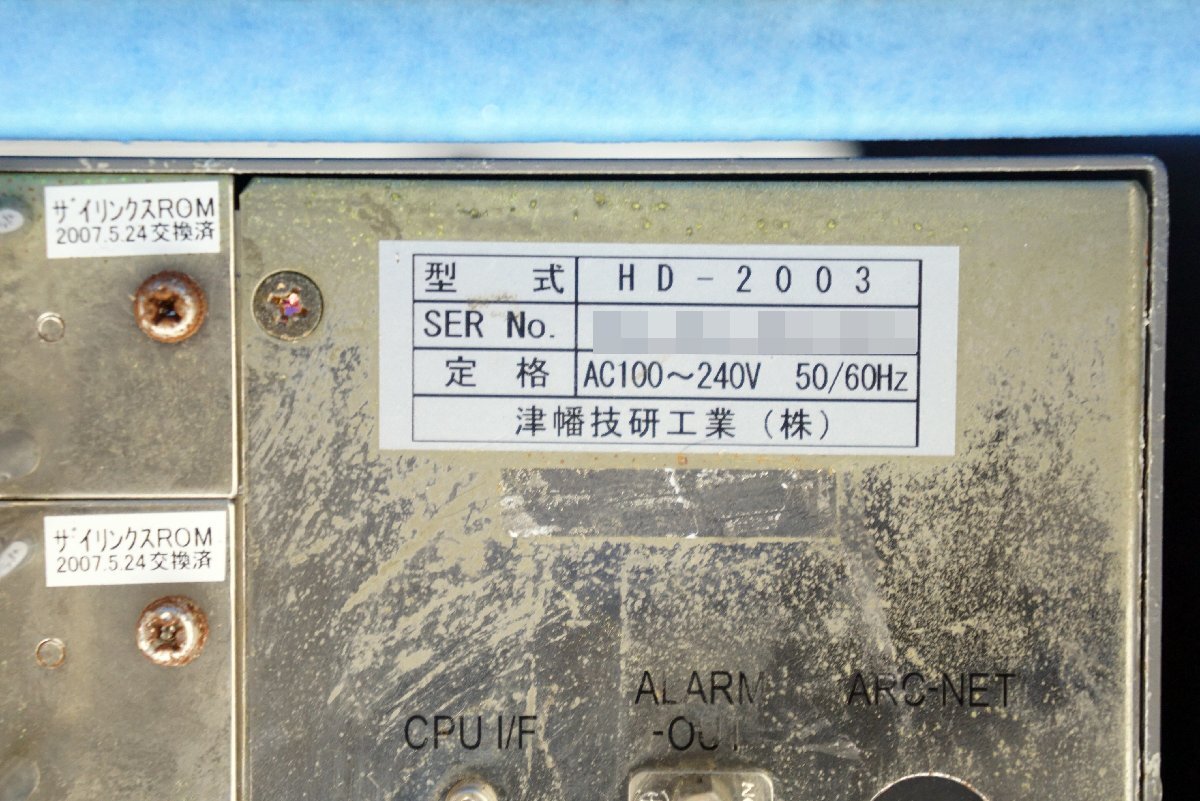 ザイリンクスROM
2007.5.24交換済
型 式 HD-2003
SER No.
定 格 AC100～240V 50/60Hz
津幡技研工業（株）
ザイリンクスROM
2007.5.24交換済
ALARM
-OUT
ARC-NET
CPU I/F